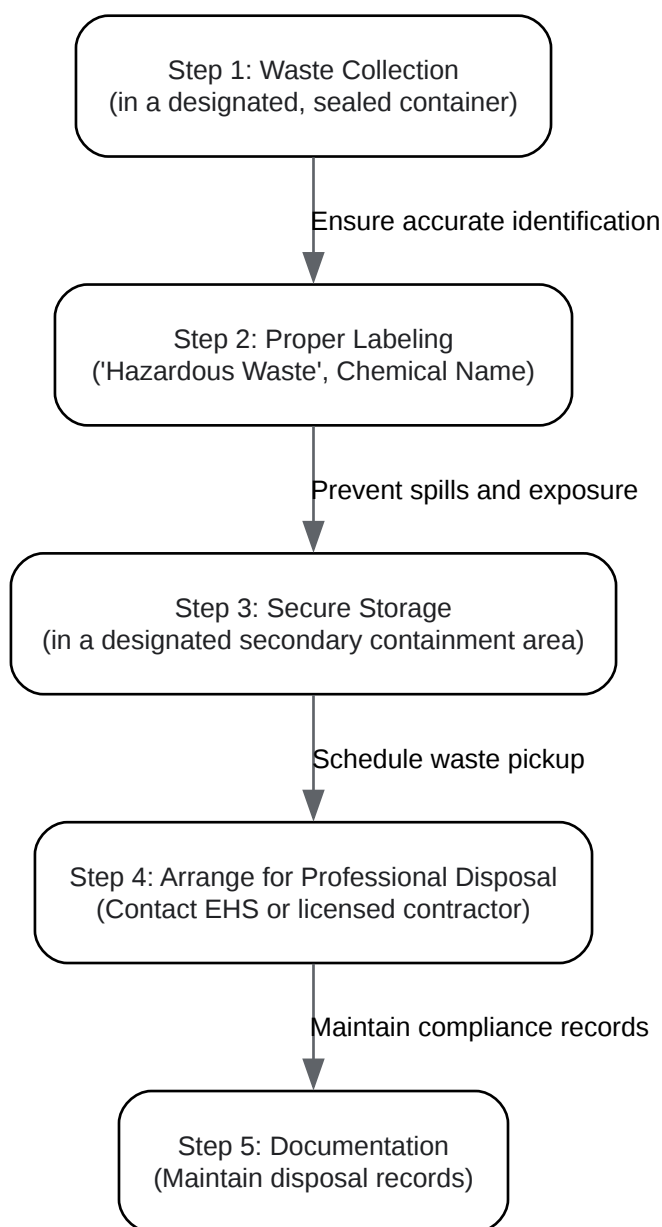 Step 1: Waste Collection
(in a designated, sealed container)
Ensure accurate identification
Step 2: Proper Labeling
('Hazardous Waste', Chemical Name)
Prevent spills and exposure
Step 3: Secure Storage
(in a designated secondary containment area)
Schedule waste pickup
Step 4: Arrange for Professional Disposal
(Contact EHS or licensed contractor)
Maintain compliance records
Step 5: Documentation
(Maintain disposal records)